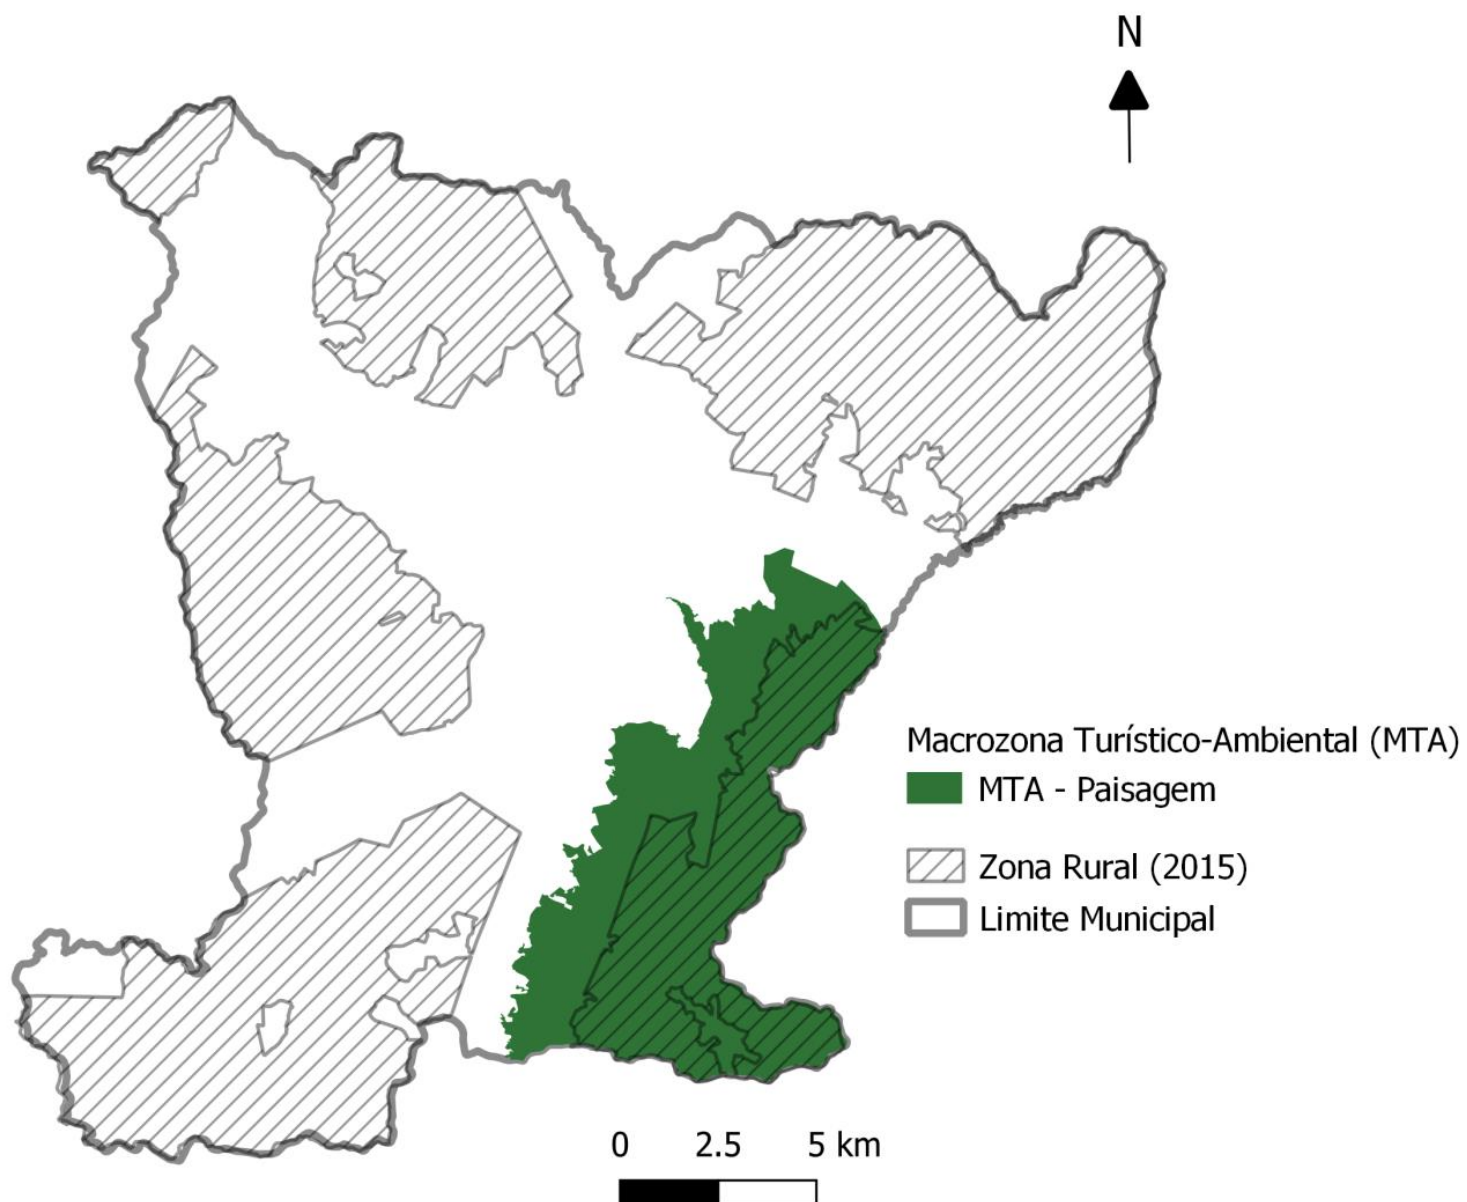 N
Macrozona Turístico-Ambiental (MTA)
MTA - Paisagem
Zona Rural (2015)
Limite Municipal
0 2.5 5 km